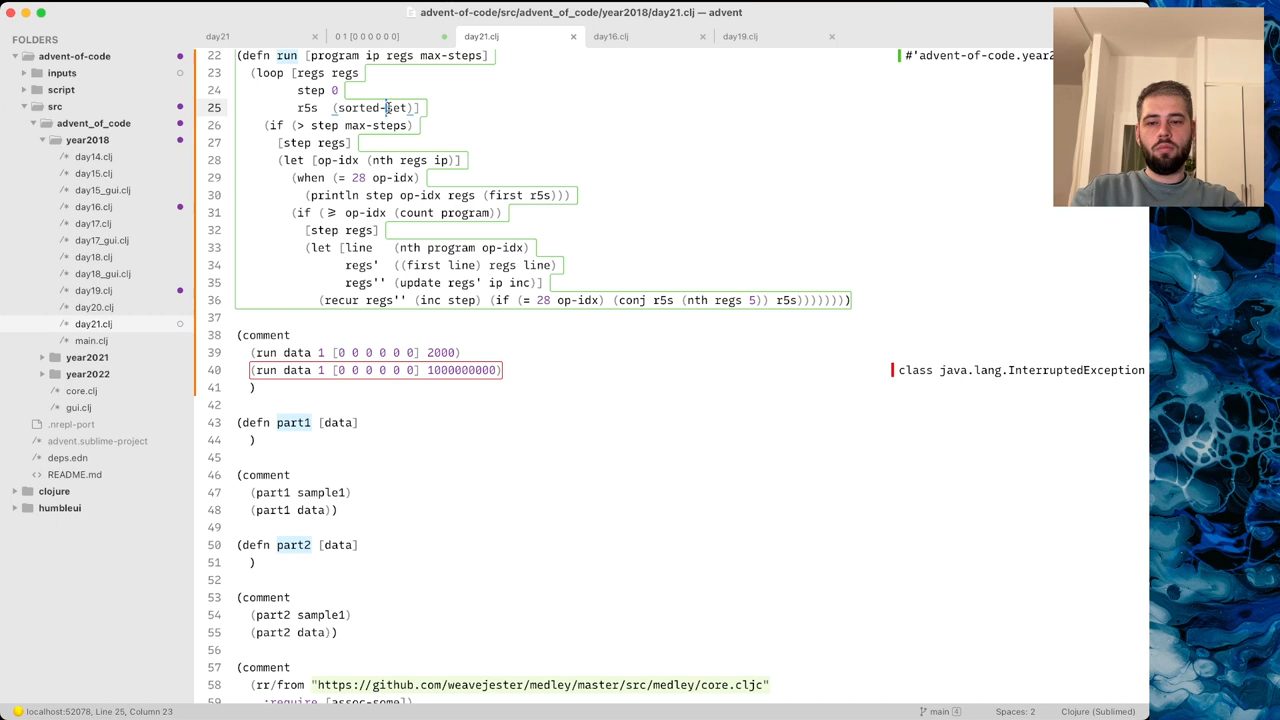 advent-of-code/src/advent_of_code/year2018/day21.clj — advent
FOLDERS
advent-of-code
inputs
script
src
advent_of_code
year2018
day14.clj
day15.clj
day15_gui.clj
day16.clj
day17.clj
day17_gui.clj
day18.clj
day18_gui.clj
day19.clj
day20.clj
day21.clj
main.clj
year2021
year2022
core.clj
gui.clj
.nrepl-port
advent.sublime-project
deps.edn
README.md
clojure
humbleui
day21
0 1 [0 0 0 0 0 0]
day21.clj
day16.clj
day19.clj
22 (defn run [program ip regs max-steps] #'advent-of-code.year2
23 (loop [regs regs
24 step 0
25 r5s (sorted-set)]
26 (if (> step max-steps)
27 [step regs]
28 (let [op-idx (nth regs ip)]
29 (when (= 28 op-idx)
30 (println step op-idx regs (first r5s)))
31 (if (≥ op-idx (count program))
32 [step regs]
33 (let [line (nth program op-idx)
34 regs' ((first line) regs line)
35 regs'' (update regs' ip inc)]
36 (recur regs'' (inc step) (if (= 28 op-idx) (conj r5s (nth regs 5)) r5s)))))))
37
38 (comment
39 (run data 1 [0 0 0 0 0 0] 2000)
40 (run data 1 [0 0 0 0 0 0] 1000000000) class java.lang.InterruptedException
41 )
42
43 (defn part1 [data]
44 )
45
46 (comment
47 (part1 sample1)
48 (part1 data))
49
50 (defn part2 [data]
51 )
52
53 (comment
54 (part2 sample1)
55 (part2 data))
56
57 (comment
58 (rr/from "https://github.com/weavejester/medley/master/src/medley/core.cljc"
59 :require [assoc-some])
localhost:52078, Line 25, Column 23
main 4
Spaces: 2
Clojure (Sublimed)